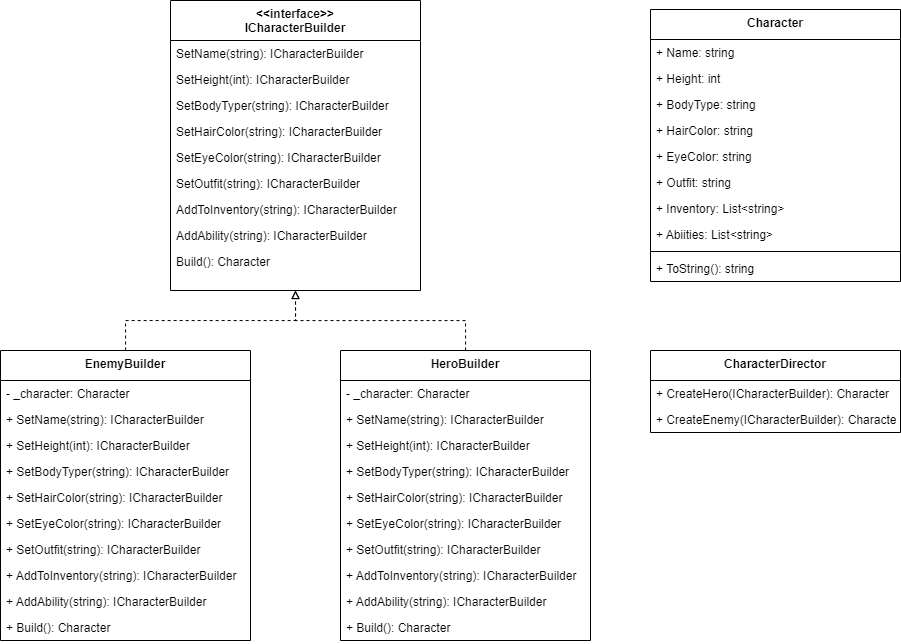 <<interface>>
ICharacterBuilder
SetName(string): ICharacterBuilder
SetHeight(int): ICharacterBuilder
SetBodyTyper(string): ICharacterBuilder
SetHairColor(string): ICharacterBuilder
SetEyeColor(string): ICharacterBuilder
SetOutfit(string): ICharacterBuilder
AddToInventory(string): ICharacterBuilder
AddAbility(string): ICharacterBuilder
Build(): Character
Character
+ Name: string
+ Height: int
+ BodyType: string
+ HairColor: string
+ EyeColor: string
+ Outfit: string
+ Inventory: List<string>
+ Abiities: List<string>
+ ToString(): string
EnemyBuilder
- _character: Character
+ SetName(string): ICharacterBuilder
+ SetHeight(int): ICharacterBuilder
+ SetBodyTyper(string): ICharacterBuilder
+ SetHairColor(string): ICharacterBuilder
+ SetEyeColor(string): ICharacterBuilder
+ SetOutfit(string): ICharacterBuilder
+ AddToInventory(string): ICharacterBuilder
+ AddAbility(string): ICharacterBuilder
+ Build(): Character
HeroBuilder
- _character: Character
+ SetName(string): ICharacterBuilder
+ SetHeight(int): ICharacterBuilder
+ SetBodyTyper(string): ICharacterBuilder
+ SetHairColor(string): ICharacterBuilder
+ SetEyeColor(string): ICharacterBuilder
+ SetOutfit(string): ICharacterBuilder
+ AddToInventory(string): ICharacterBuilder
+ AddAbility(string): ICharacterBuilder
+ Build(): Character
CharacterDirector
+ CreateHero(ICharacterBuilder): Character
+ CreateEnemy(ICharacterBuilder): Characte